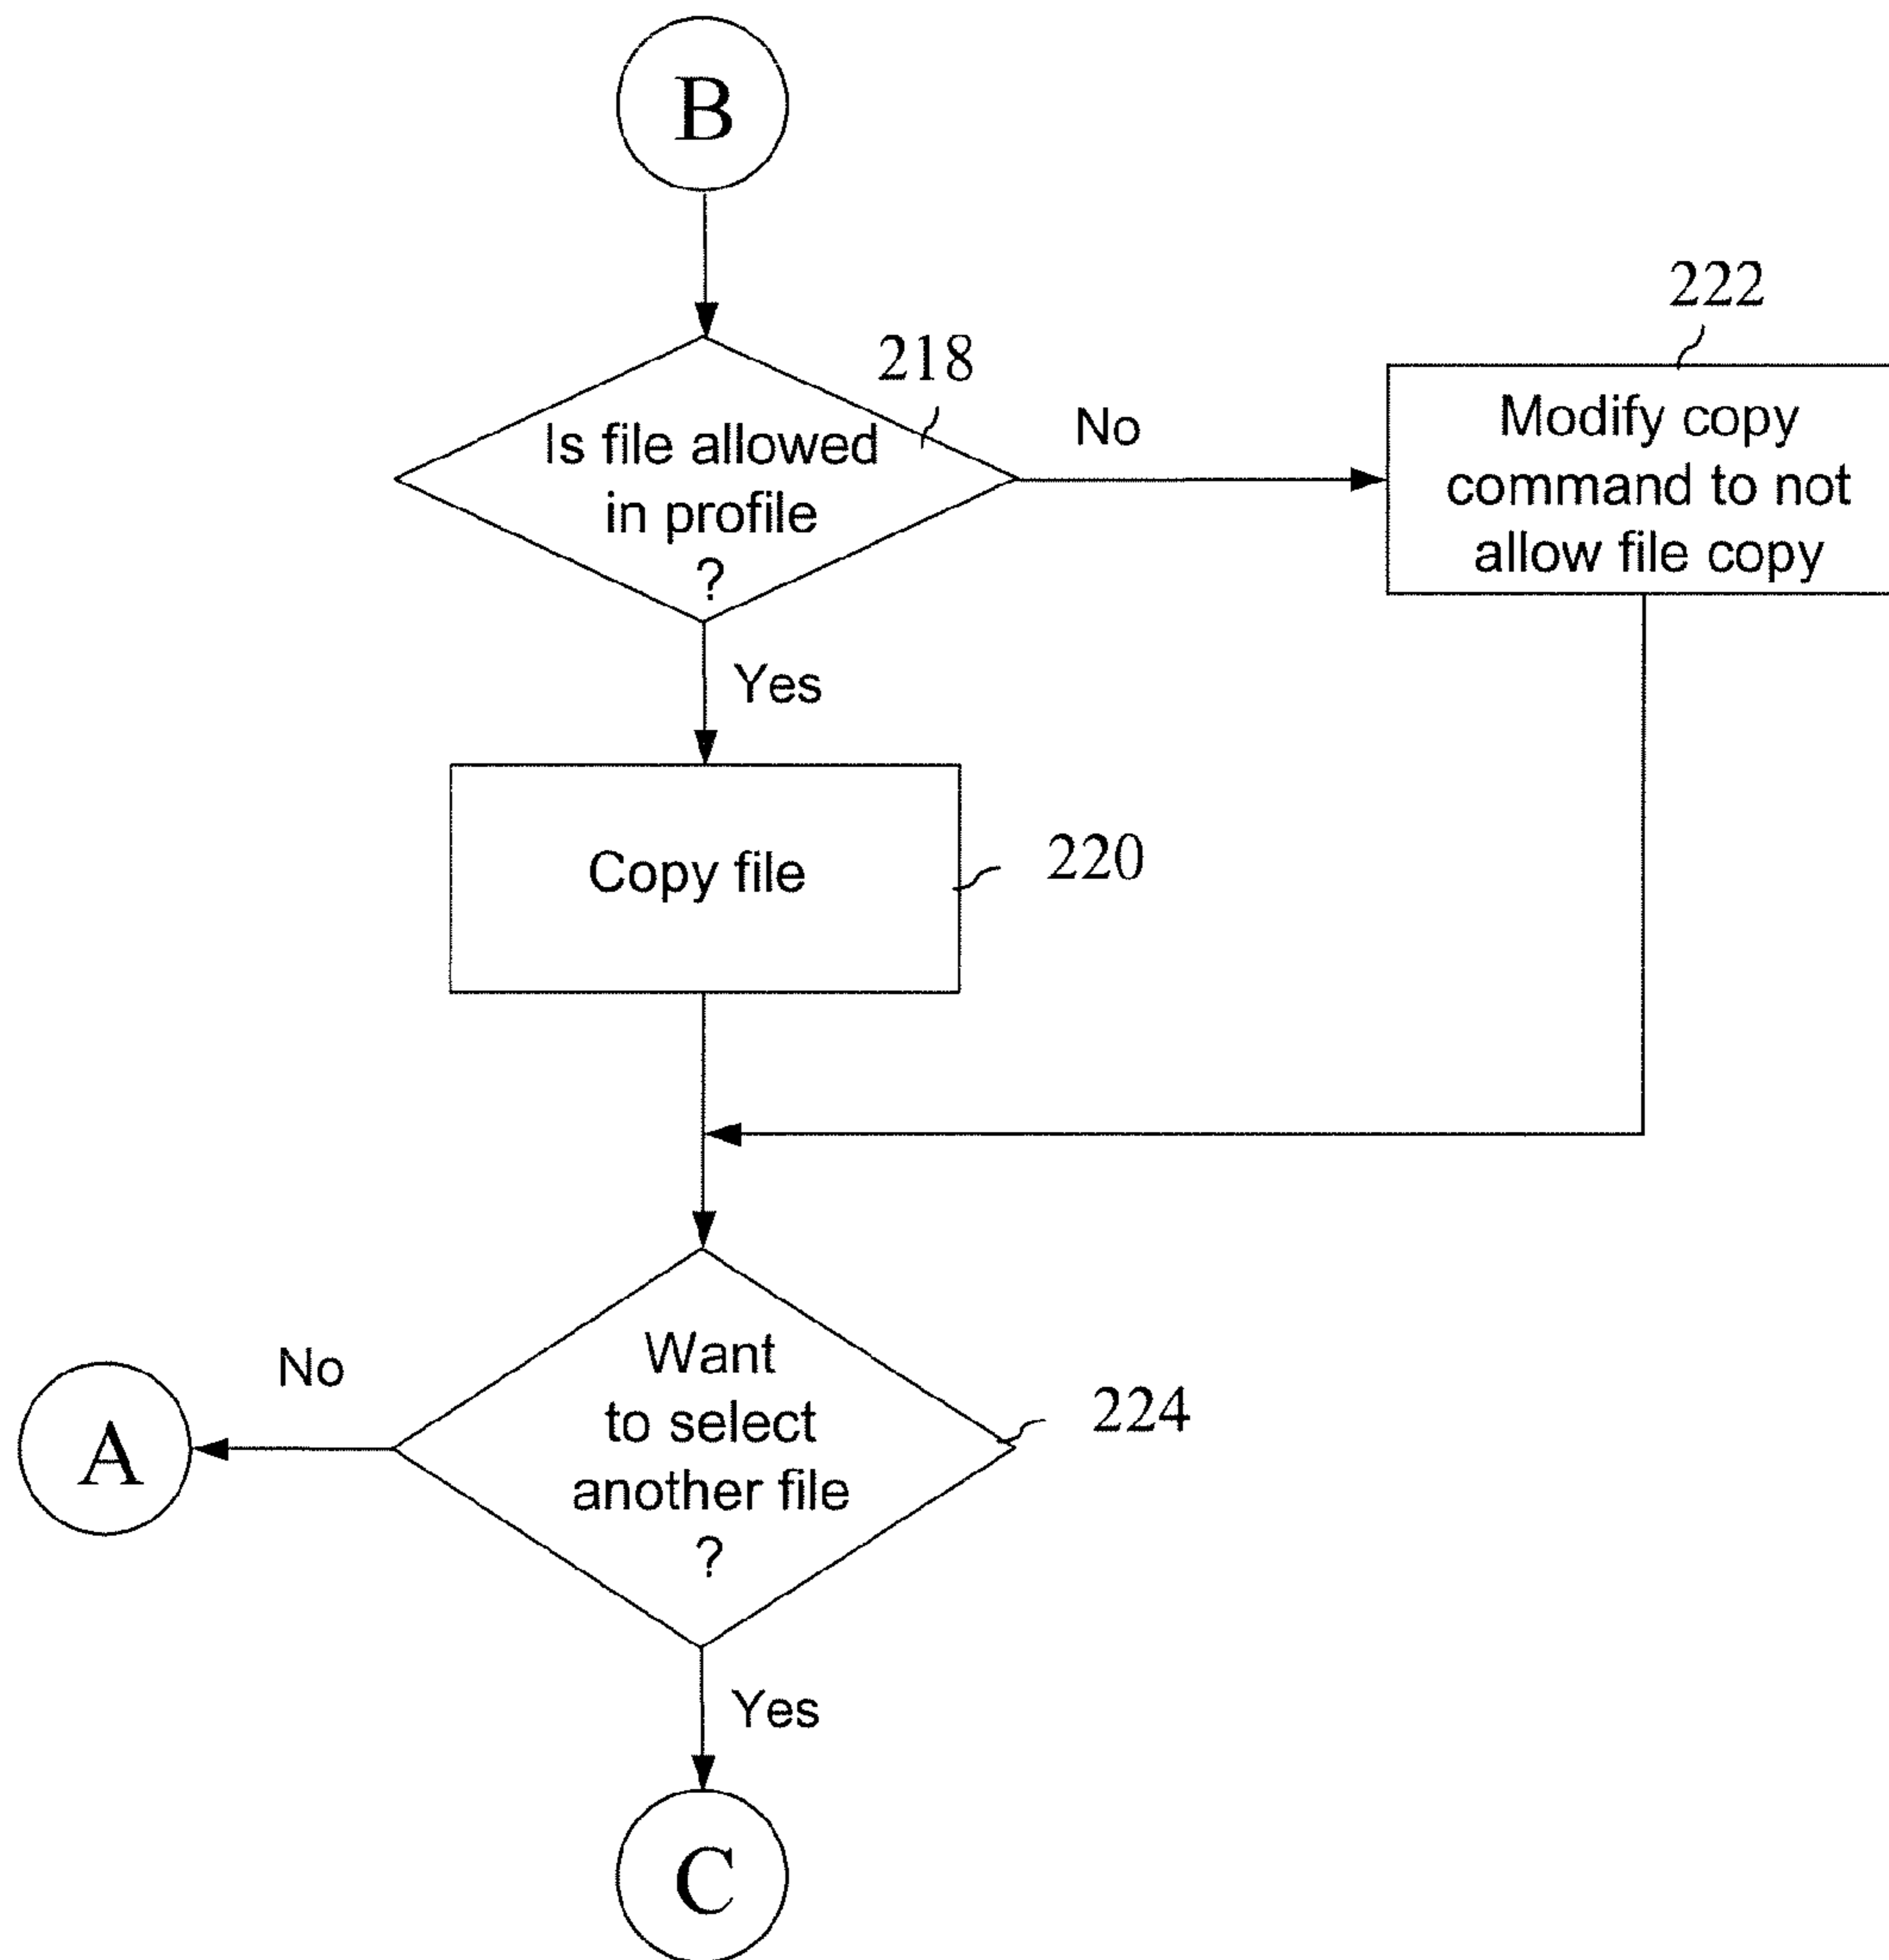 B
218
Is file allowed
in profile
?
No
222
Modify copy
command to not
allow file copy
Yes
Copy file
220
Want
to select
another file
?
224
No
A
Yes
C